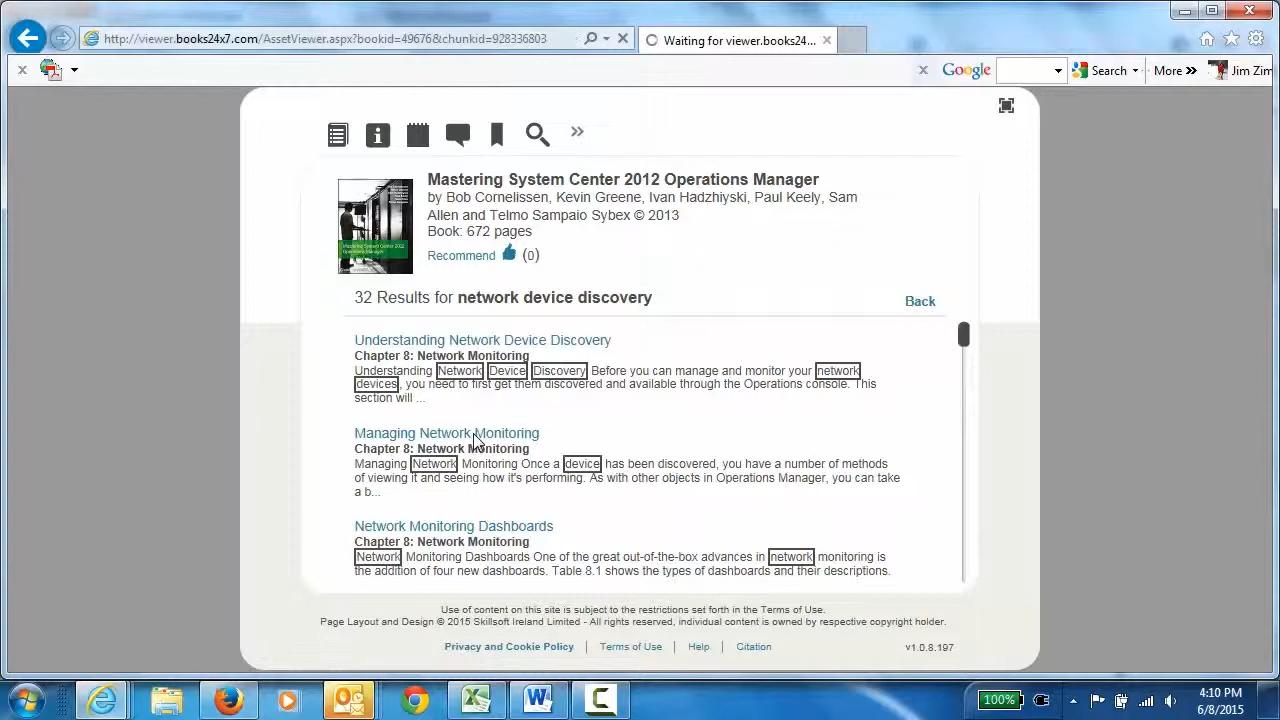 http://viewer.books24x7.com/AssetViewer.aspx?bookid=49676&chunkid=928336803
Waiting for viewer.books24...
Google
Search
More »
Jim Zim
Mastering System Center 2012 Operations Manager
by Bob Cornelissen, Kevin Greene, Ivan Hadzhiyski, Paul Keely, Sam
Allen and Telmo Sampaio Sybex © 2013
Book: 672 pages
Recommend (0)
32 Results for network device discovery
Back
Understanding Network Device Discovery
Chapter 8: Network Monitoring
Understanding Network Device Discovery Before you can manage and monitor your network
devices, you need to first get them discovered and available through the Operations console. This
section will ...
Managing Network Monitoring
Chapter 8: Network Monitoring
Managing Network Monitoring Once a device has been discovered, you have a number of methods
of viewing it and seeing how it's performing. As with other objects in Operations Manager, you can take
a b...
Network Monitoring Dashboards
Chapter 8: Network Monitoring
Network Monitoring Dashboards One of the great out-of-the-box advances in network monitoring is
the addition of four new dashboards. Table 8.1 shows the types of dashboards and their descriptions.
Use of content on this site is subject to the restrictions set forth in the Terms of Use.
Page Layout and Design © 2015 Skillsoft Ireland Limited - All rights reserved, individual content is owned by respective copyright holder.
Privacy and Cookie Policy | Terms of Use | Help | Citation
v1.0.8.197
100%
4:10 PM
6/8/2015